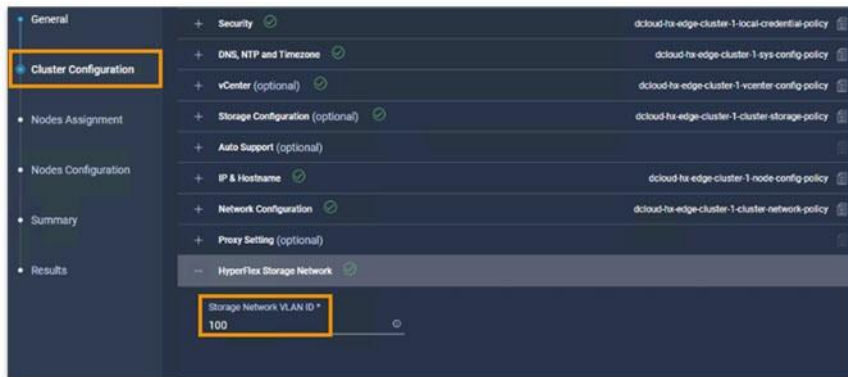 General
Cluster Configuration
Nodes Assignment
Nodes Configuration
Summary
Results
+ Security dcloud-hx-edge-cluster-1-local-credential-policy
+ DNS, NTP and Timezone dcloud-hx-edge-cluster-1-sys-config-policy
+ vCenter (optional) dcloud-hx-edge-cluster-1-vcenter-config-policy
+ Storage Configuration (optional) dcloud-hx-edge-cluster-1-cluster-storage-policy
+ Auto Support (optional)
+ IP & Hostname dcloud-hx-edge-cluster-1-node-config-policy
+ Network Configuration dcloud-hx-edge-cluster-1-cluster-network-policy
+ Proxy Setting (optional)
− HyperFlex Storage Network
Storage Network VLAN ID *
100